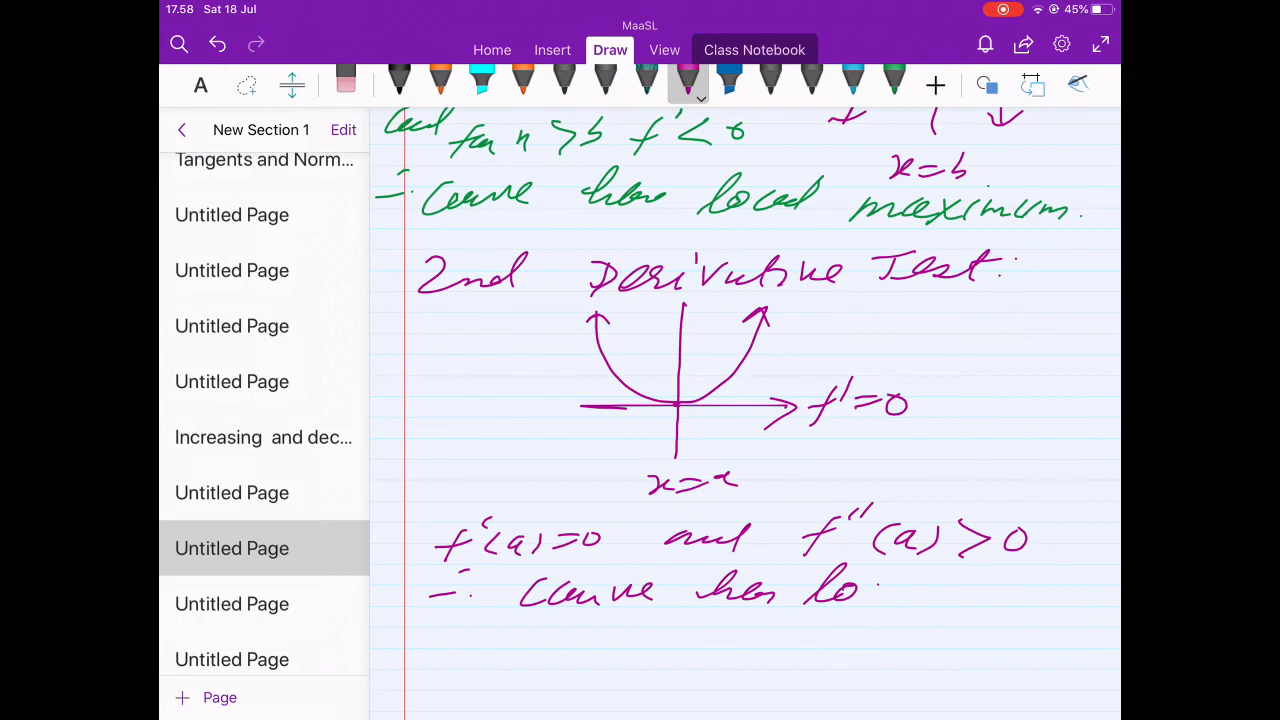 17.58 Sat 18 Jul
45%
MaaSL
Home Insert Draw View Class Notebook
A
New Section 1 Edit
Tangents and Norm...
Untitled Page
Untitled Page
Untitled Page
Untitled Page
Increasing and dec...
Untitled Page
Untitled Page
Untitled Page
Untitled Page
+ Page
and for x > b f' < 0
x = b
∴ curve has local maximum.
2nd Derivative Test:
f' = 0
f'(a) = 0 and f''(a) > 0
∴ curve has lo